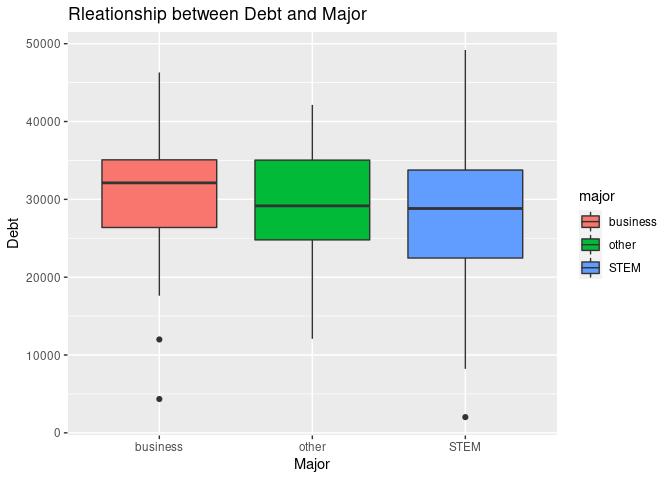 Rleationship between Debt and Major
50000
40000
30000
20000
10000
0
Debt
business
other
STEM
Major
major
business
other
STEM